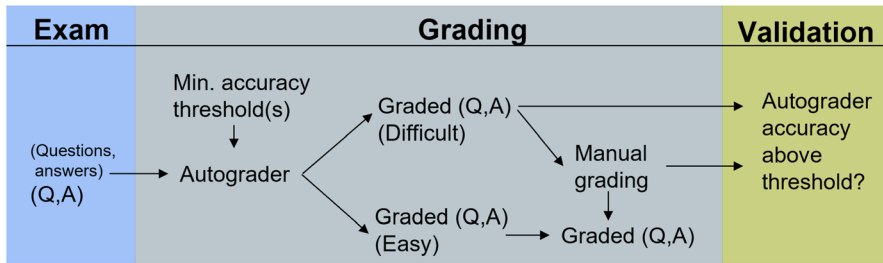 Exam
Grading
Validation
(Questions,
answers)
(Q,A)
Min. accuracy
threshold(s)
Autograder
Graded (Q,A)
(Difficult)
Graded (Q,A)
(Easy)
Manual
grading
Graded (Q,A)
Autograder
accuracy
above
threshold?